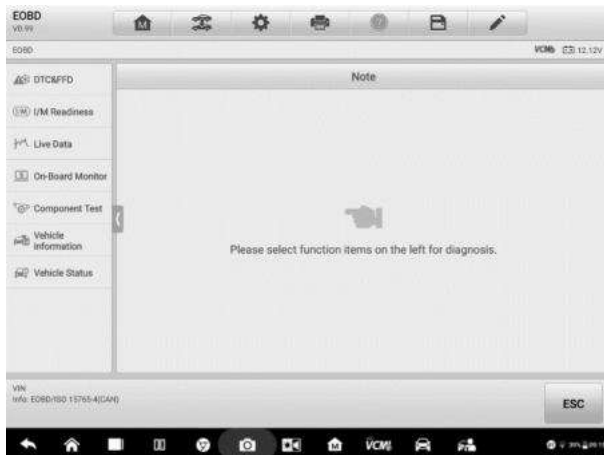 EOBD
V0.99
M
EOBD
VCMI 12.12V
DTC&FFD
Note
I/M I/M Readiness
Live Data
On-Board Monitor
Component Test
Vehicle
Information
Please select function items on the left for diagnosis.
Vehicle Status
VIN
Info: EOBD/ISO 15765-4(CAN)
ESC
M
VCMI